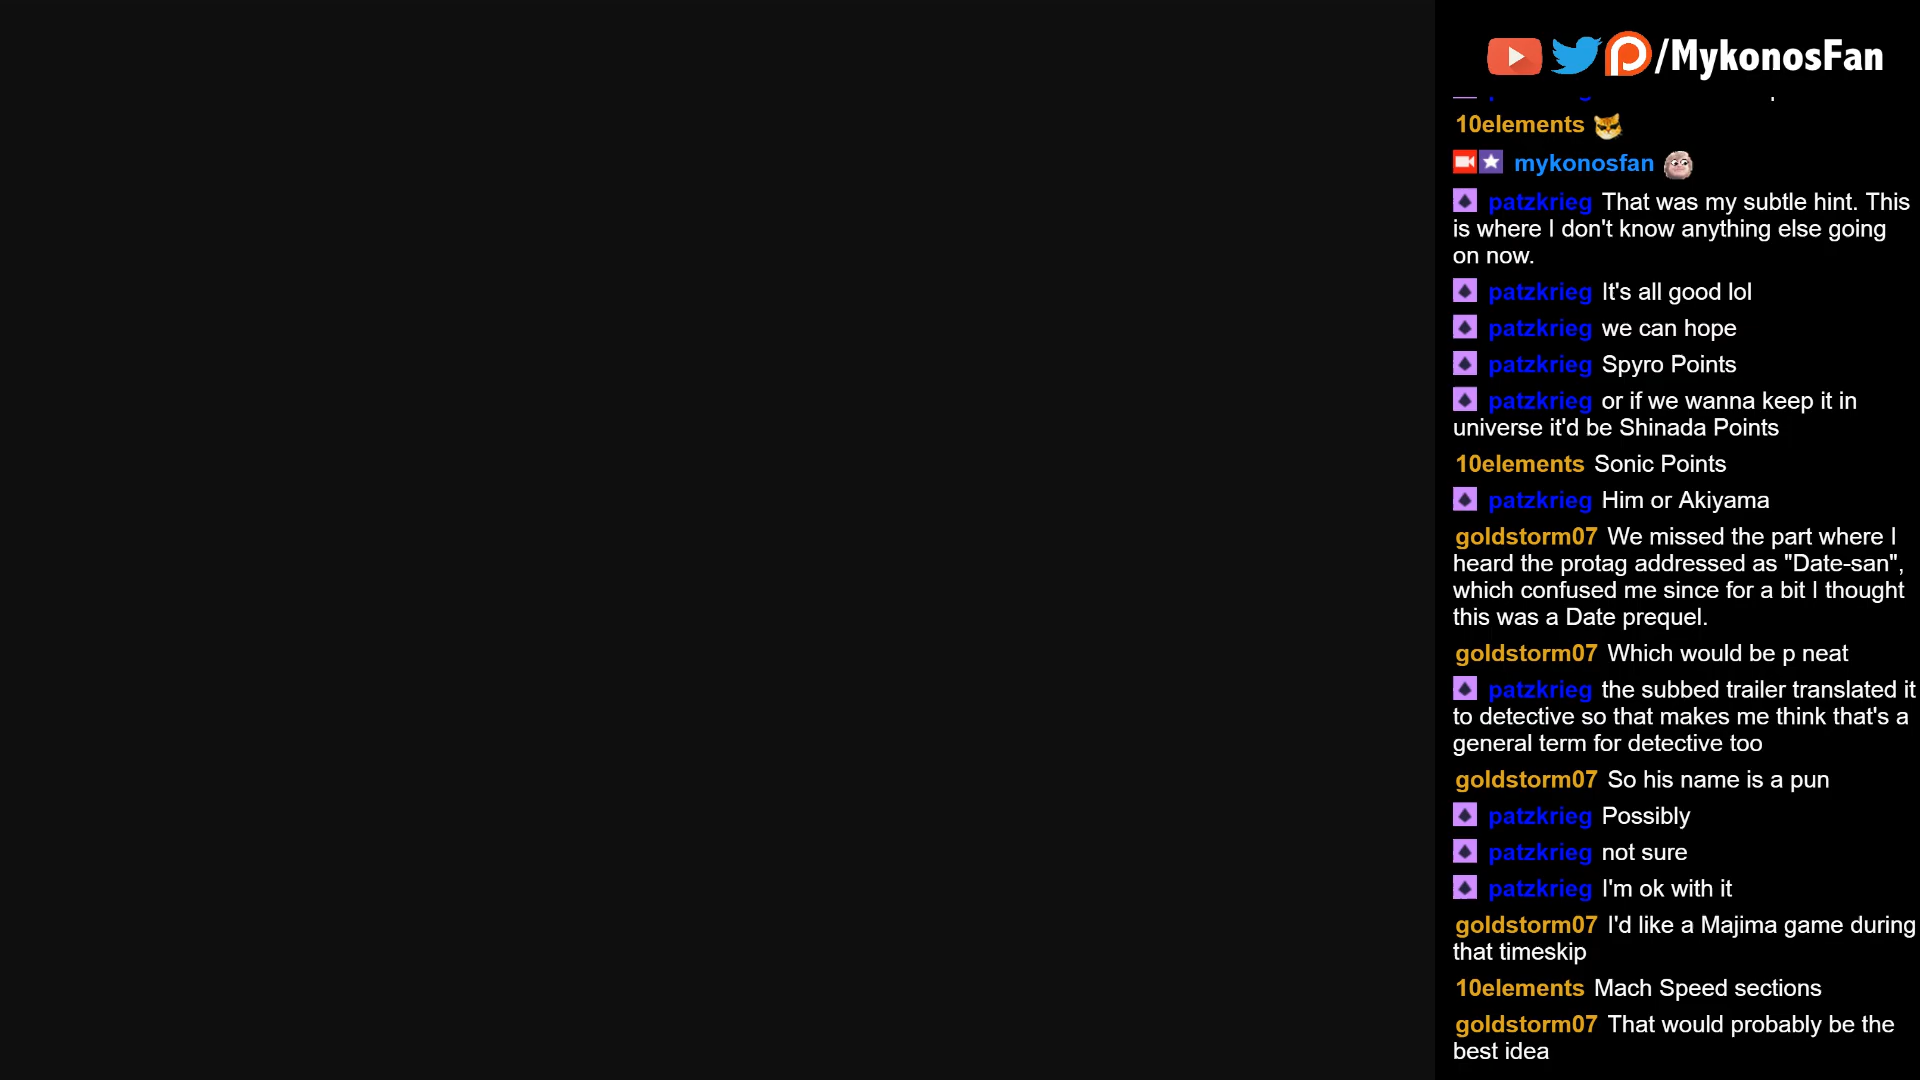 /MykonosFan
10elements
mykonosfan
patzkrieg That was my subtle hint. This
is where I don't know anything else going
on now.
patzkrieg It's all good lol
patzkrieg we can hope
patzkrieg Spyro Points
patzkrieg or if we wanna keep it in
universe it'd be Shinada Points
10elements Sonic Points
patzkrieg Him or Akiyama
goldstorm07 We missed the part where I
heard the protag addressed as "Date-san",
which confused me since for a bit I thought
this was a Date prequel.
goldstorm07 Which would be p neat
patzkrieg the subbed trailer translated it
to detective so that makes me think that's a
general term for detective too
goldstorm07 So his name is a pun
patzkrieg Possibly
patzkrieg not sure
patzkrieg I'm ok with it
goldstorm07 I'd like a Majima game during
that timeskip
10elements Mach Speed sections
goldstorm07 That would probably be the
best idea